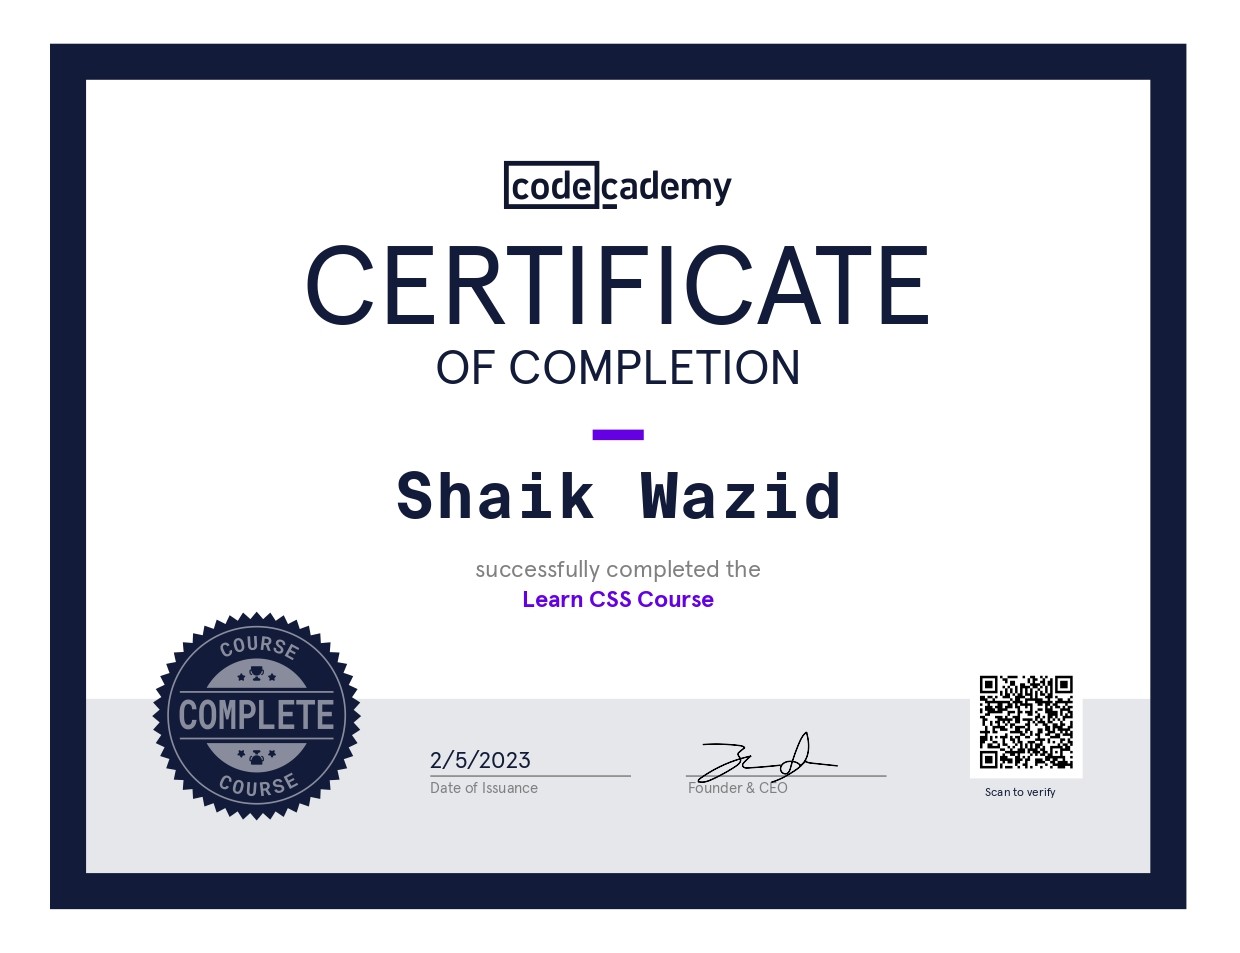 codecademy
CERTIFICATE
OF COMPLETION
Shaik Wazid
successfully completed the
Learn CSS Course
COURSE
COMPLETE
COURSE
2/5/2023
Date of Issuance
Founder & CEO
Scan to verify